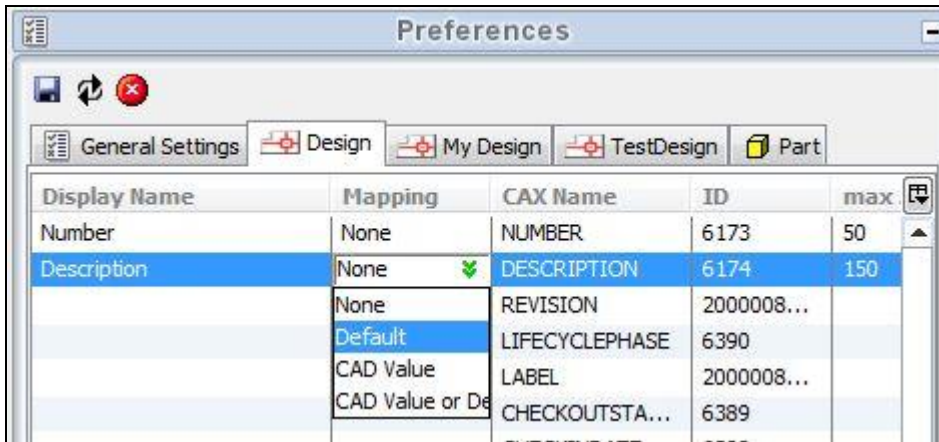 Preferences
General Settings Design My Design TestDesign Part
Display Name Mapping CAX Name ID max
Number None NUMBER 6173 50
Description None DESCRIPTION 6174 150
None REVISION 2000008...
Default LIFECYCLEPHASE 6390
CAD Value LABEL 2000008...
CAD Value or De CHECKOUTSTA... 6389